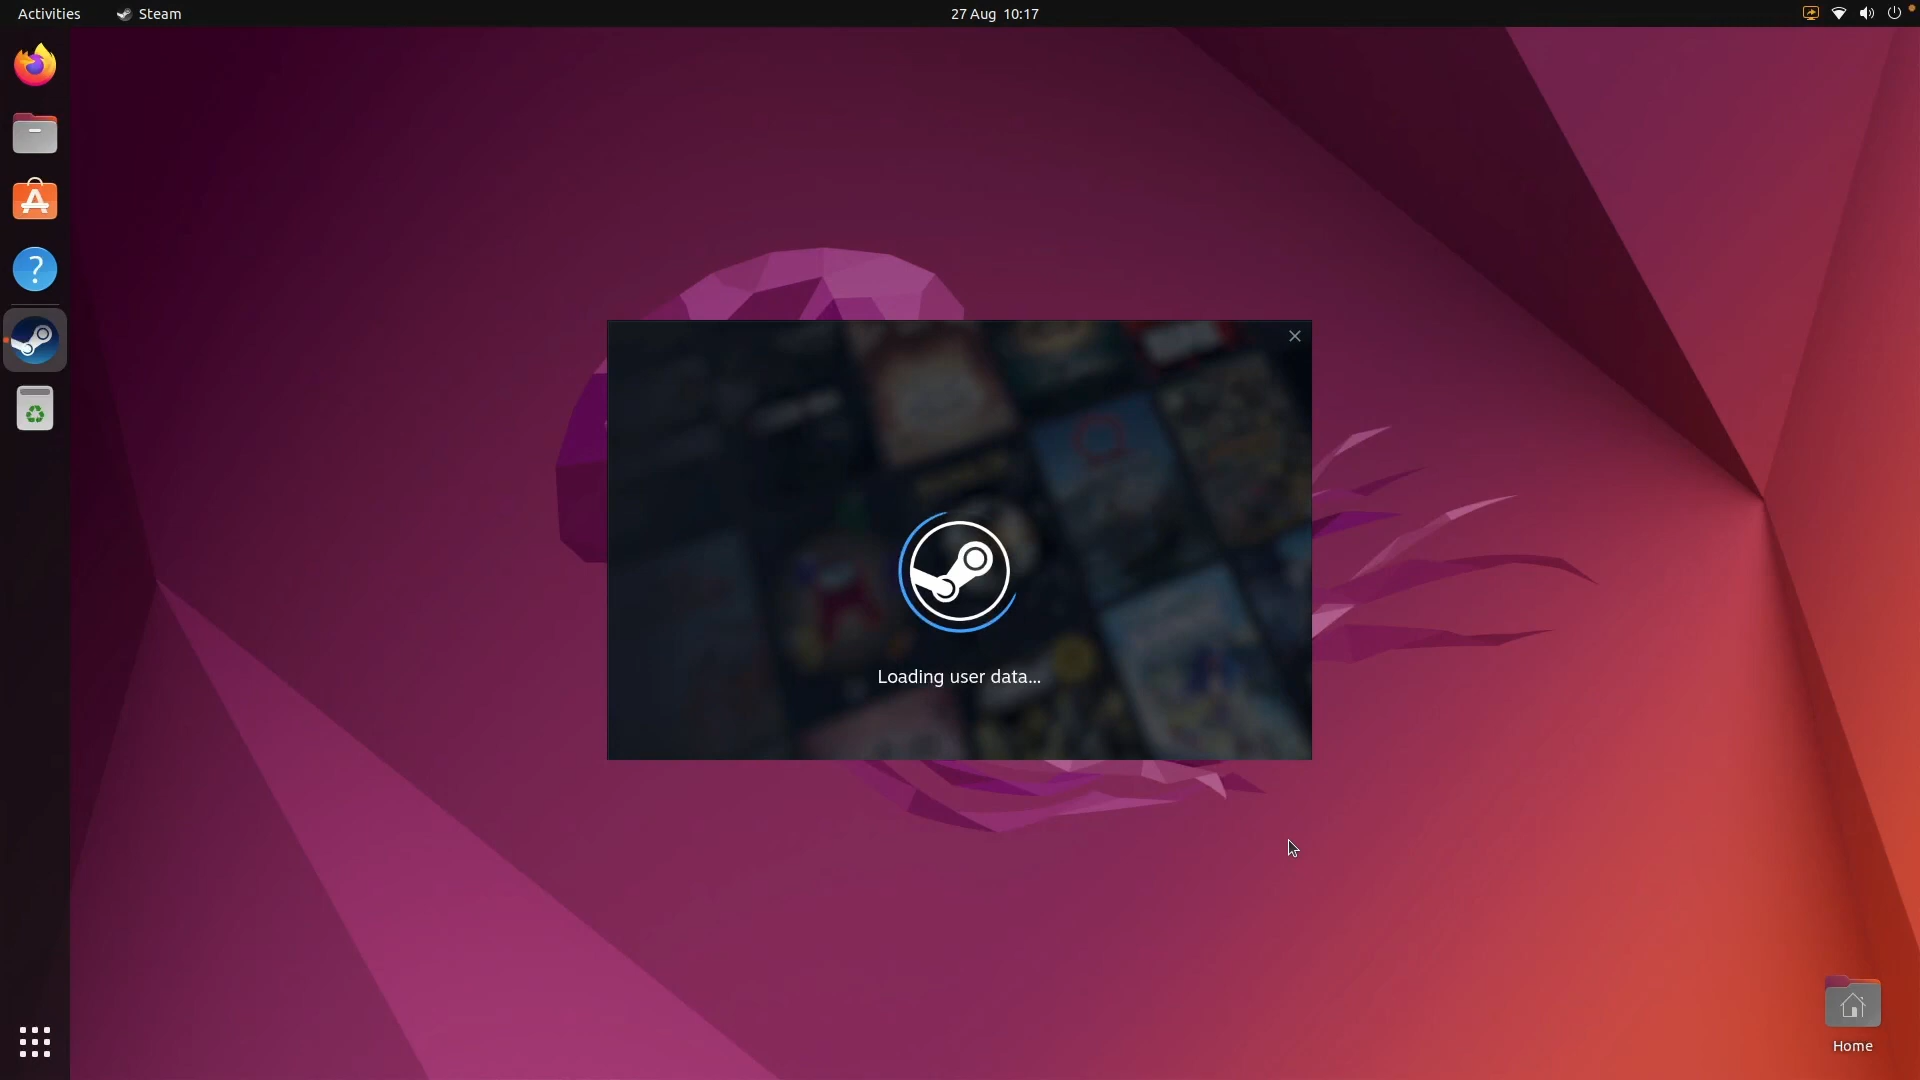 Activities
Steam
27 Aug 10:17
Loading user data...
Home